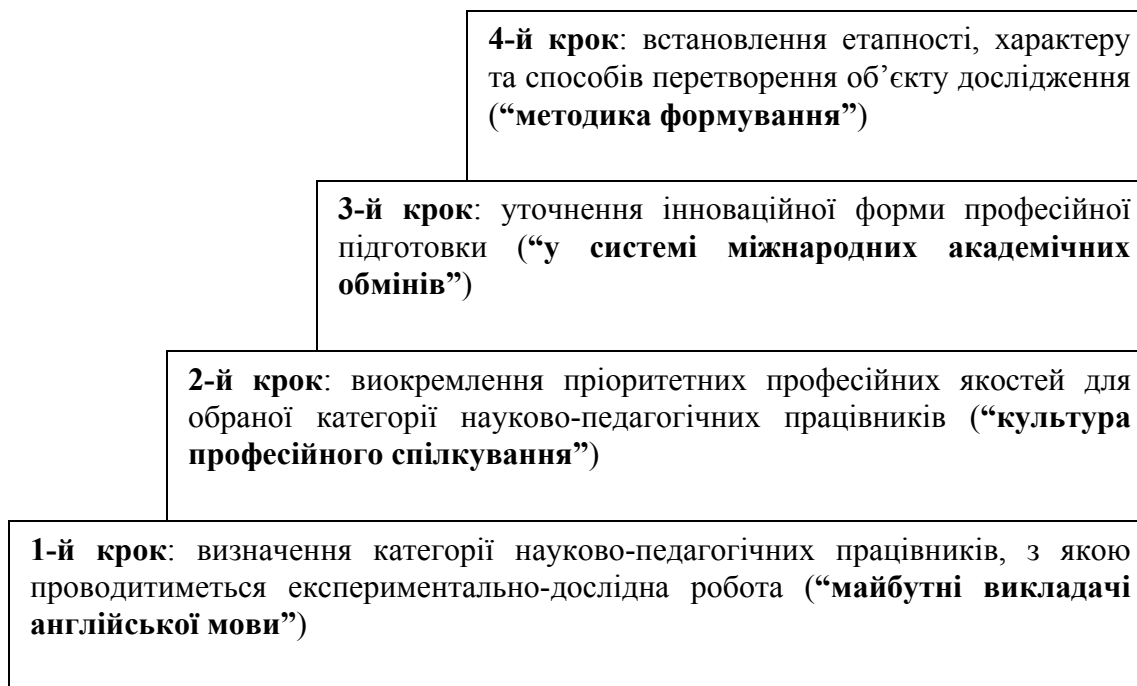 4-й крок: встановлення етапності, характеру
та способів перетворення об’єкту дослідження
(“методика формування”)
3-й крок: уточнення інноваційної форми професійної
підготовки (“у системі міжнародних академічних
обмінів”)
2-й крок: виокремлення пріоритетних професійних якостей для
обраної категорії науково-педагогічних працівників (“культура
професійного спілкування”)
1-й крок: визначення категорії науково-педагогічних працівників, з якою
проводитиметься експериментально-дослідна робота (“майбутні викладачі
англійської мови”)